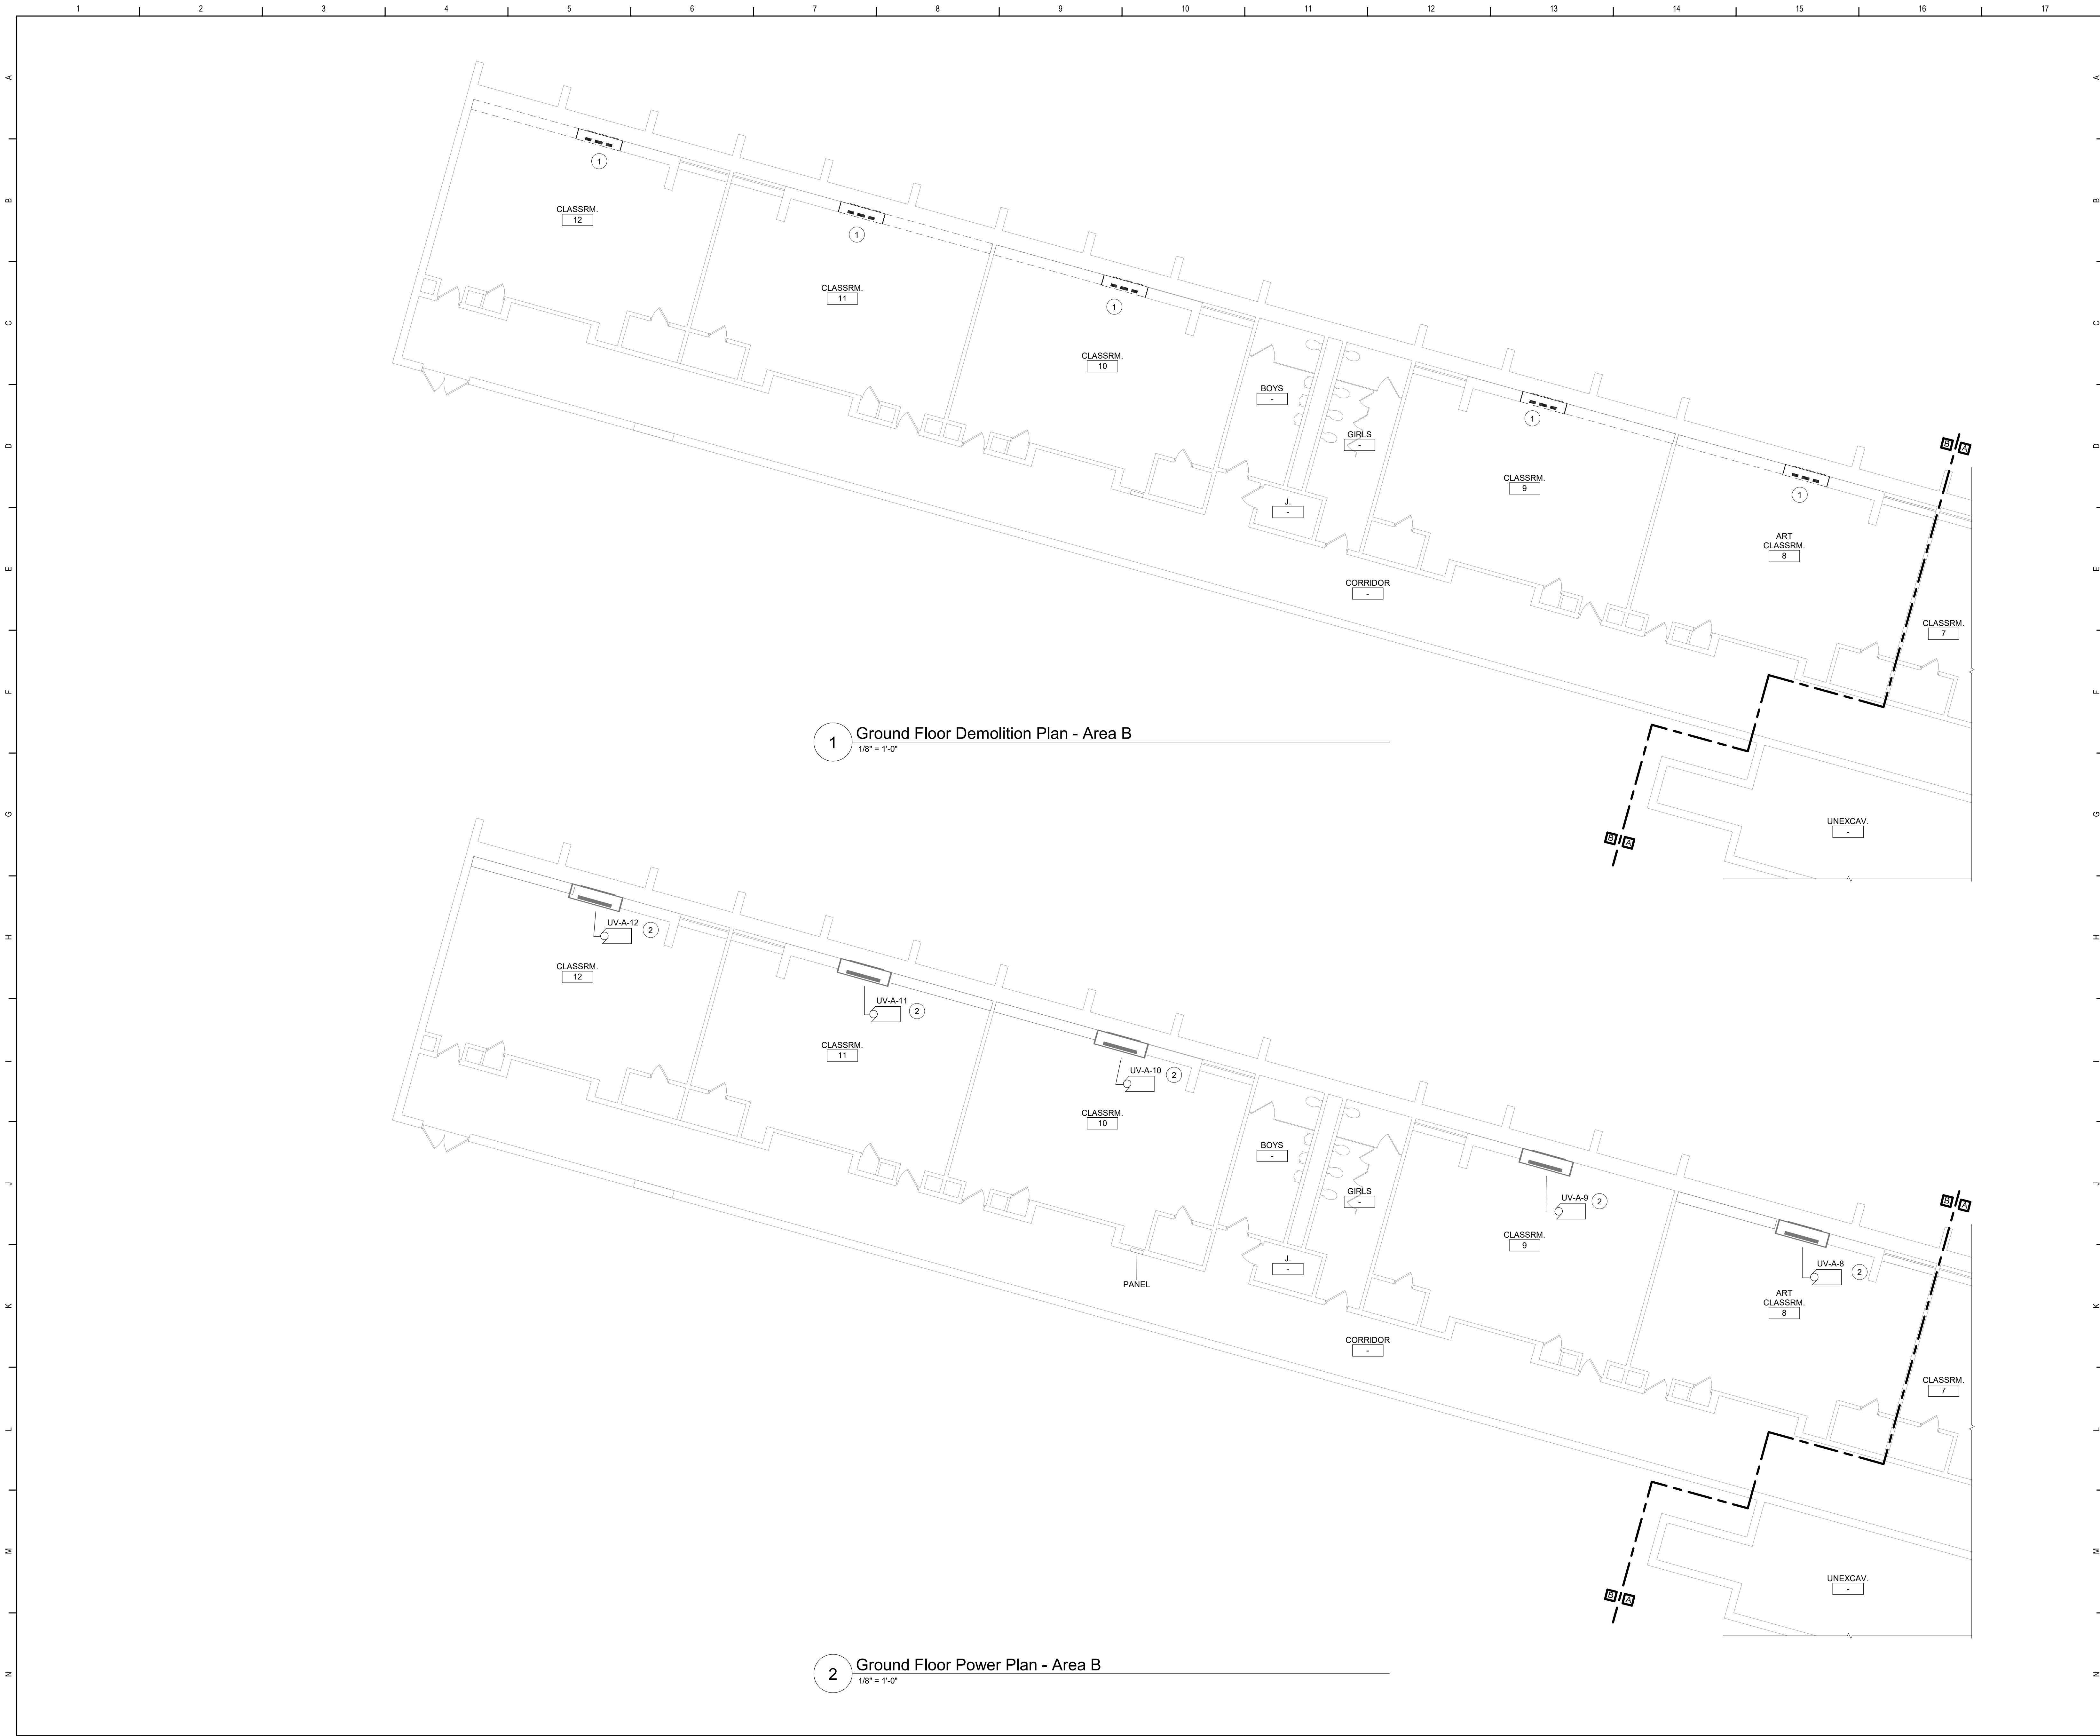 1 2 3 4 5 6 7 8 9 10 11 12 13 14 15 16 17
A A
B B
C C
D D
E E
F F
G G
H H
I I
J J
K K
L L
M M
N N
1
CLASSRM.
12
1
CLASSRM.
11
1
CLASSRM.
10
BOYS
-
GIRLS
-
J.
-
1
CLASSRM.
9
1
ART
CLASSRM.
8
CORRIDOR
-
B A
CLASSRM.
7
UNEXCAV.
-
B A
1
Ground Floor Demolition Plan - Area B
1/8" = 1'-0"
UV-A-12
2
CLASSRM.
12
UV-A-11
2
CLASSRM.
11
UV-A-10
2
CLASSRM.
10
BOYS
-
GIRLS
-
J.
-
PANEL
UV-A-9
2
CLASSRM.
9
UV-A-8
2
ART
CLASSRM.
8
CORRIDOR
-
B A
CLASSRM.
7
UNEXCAV.
-
B A
2
Ground Floor Power Plan - Area B
1/8" = 1'-0"